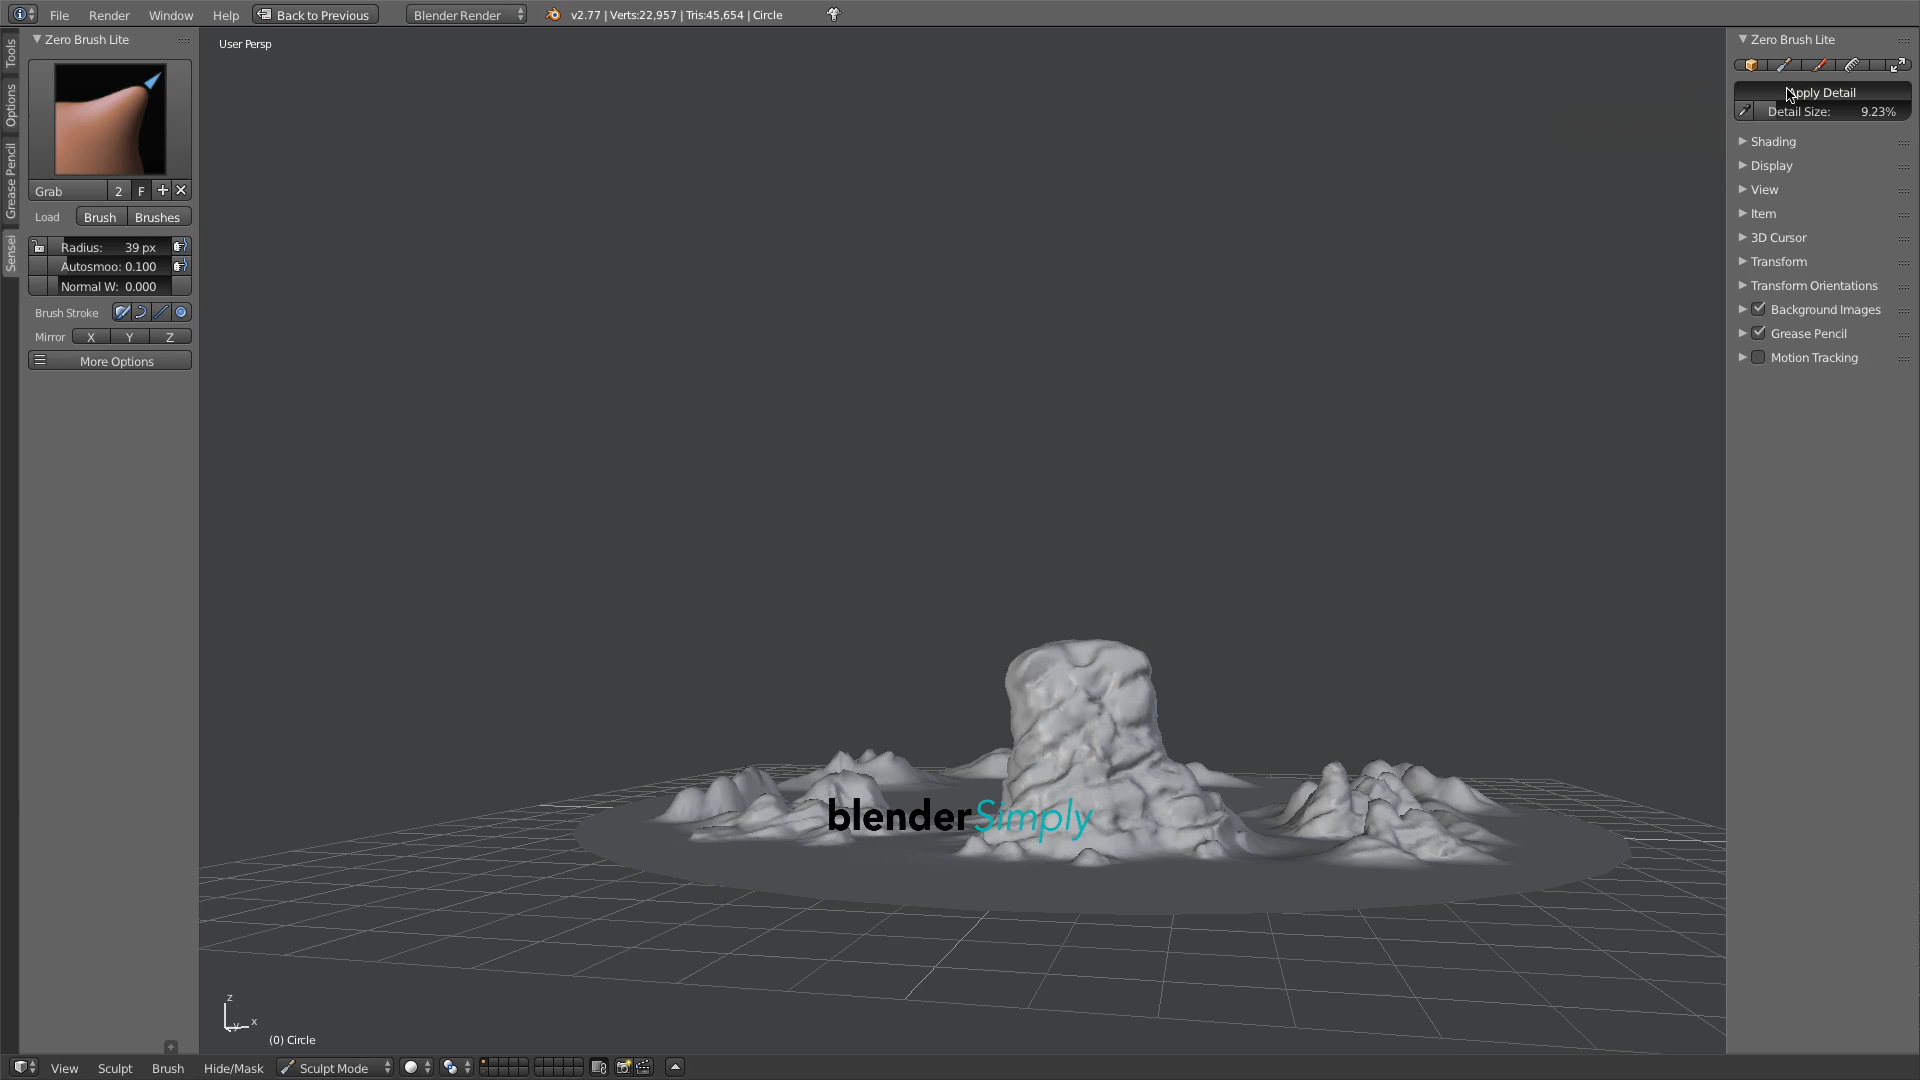 File Render Window Help Back to Previous Blender Render v2.77 | Verts:22,957 | Tris:45,654 | Circle
Tools
Options
Grease Pencil
Sensei
Zero Brush Lite
Grab 2 F
Load Brush Brushes
Radius: 39 px
Autosmoo: 0.100
Normal W: 0.000
Brush Stroke
Mirror X Y Z
More Options
User Persp
blenderSimply
z
y
x
(0) Circle
Zero Brush Lite
Apply Detail
Detail Size: 9.23%
Shading
Display
View
Item
3D Cursor
Transform
Transform Orientations
Background Images
Grease Pencil
Motion Tracking
View Sculpt Brush Hide/Mask Sculpt Mode